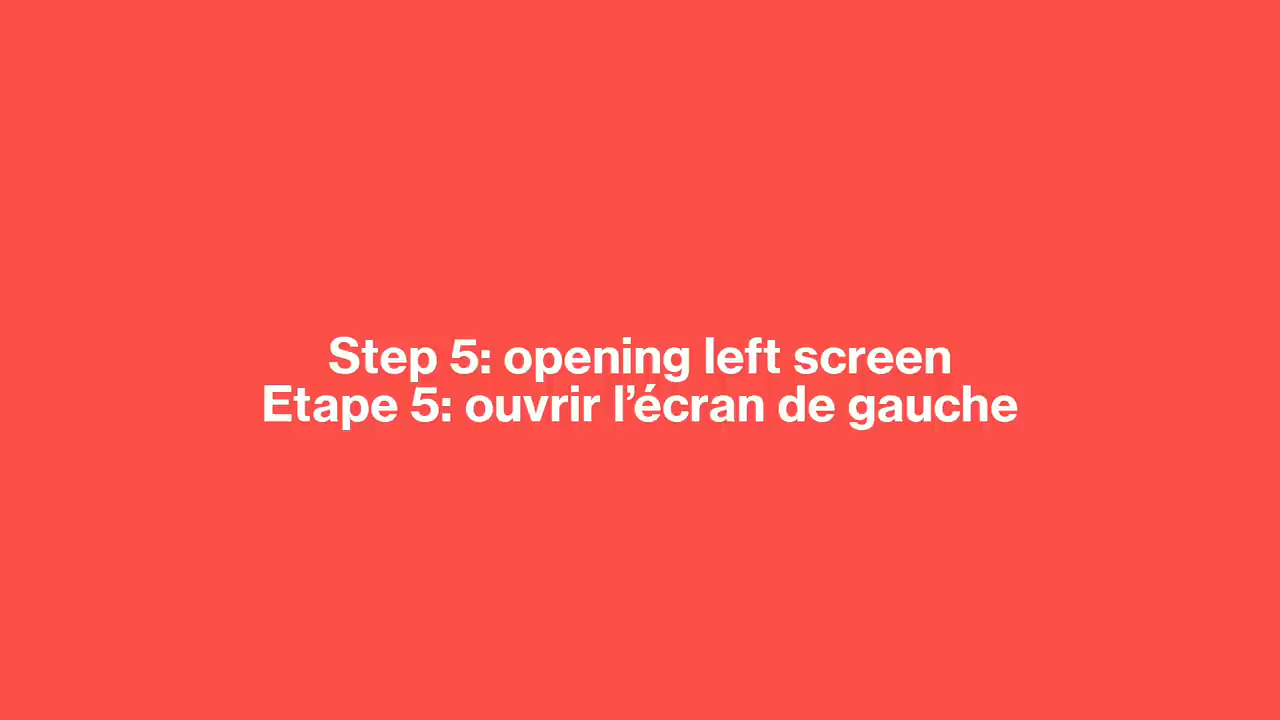 Step 5: opening left screen
Etape 5: ouvrir l’écran de gauche